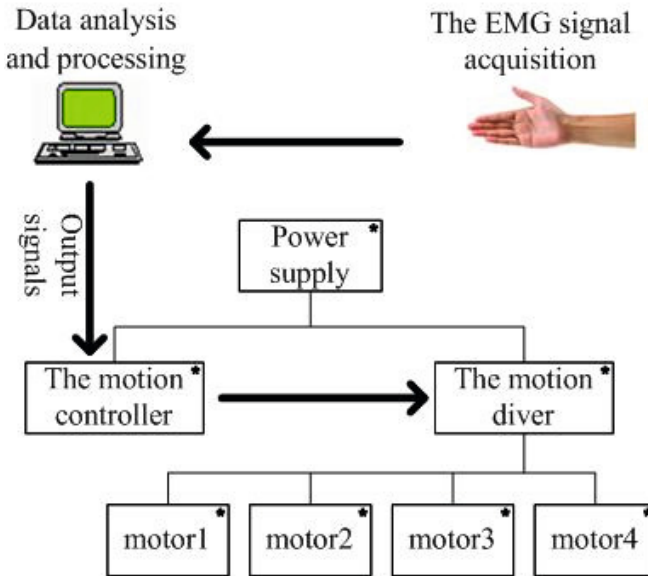 Data analysis
and processing
The EMG signal
acquisition
Output
signals
Power *
supply
The motion *
controller
The motion *
diver
motor1 *
motor2 *
motor3 *
motor4 *